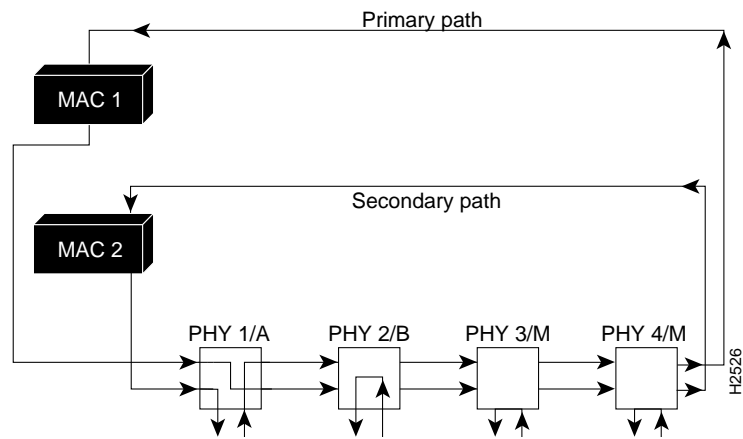 Primary path
MAC 1
Secondary path
MAC 2
PHY 1/A PHY 2/B PHY 3/M PHY 4/M
H2526